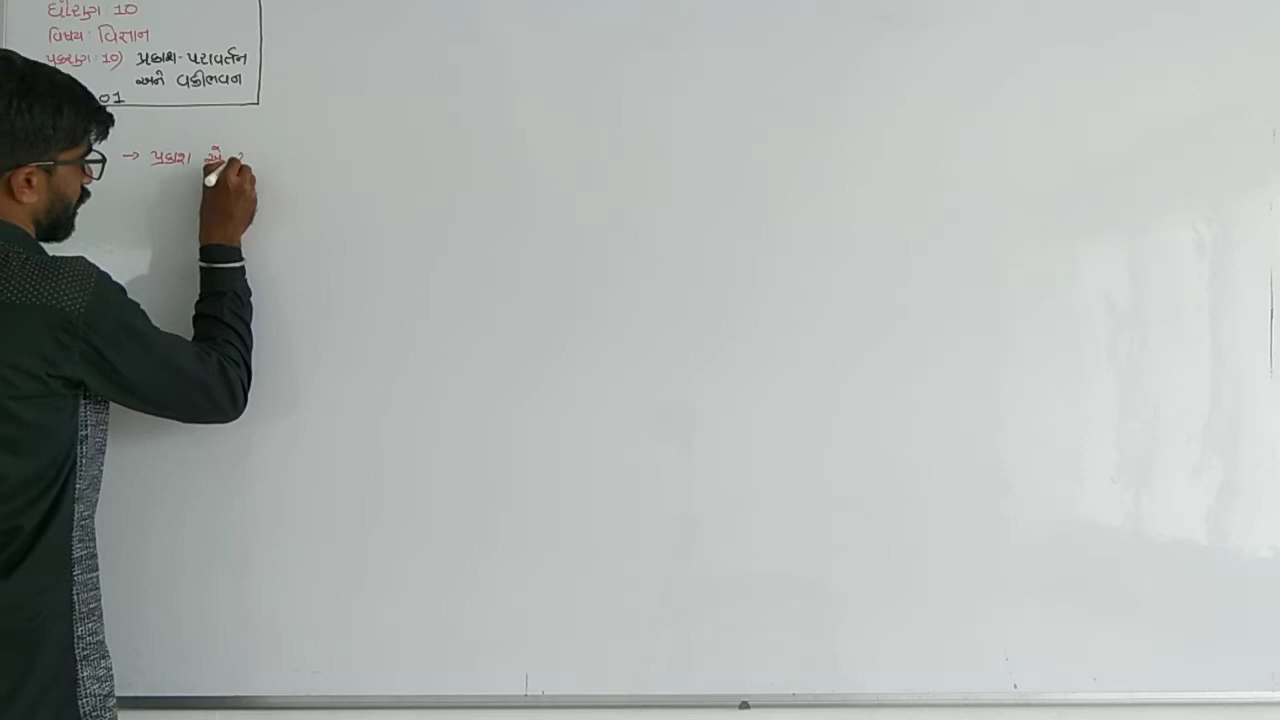 ધોરણ 10
વિષય : વિજ્ઞાન
પ્રકરણ : 10) પ્રકાશ - પરાવર્તન
અને વક્રીભવન
01
→ પ્રકાશ એ